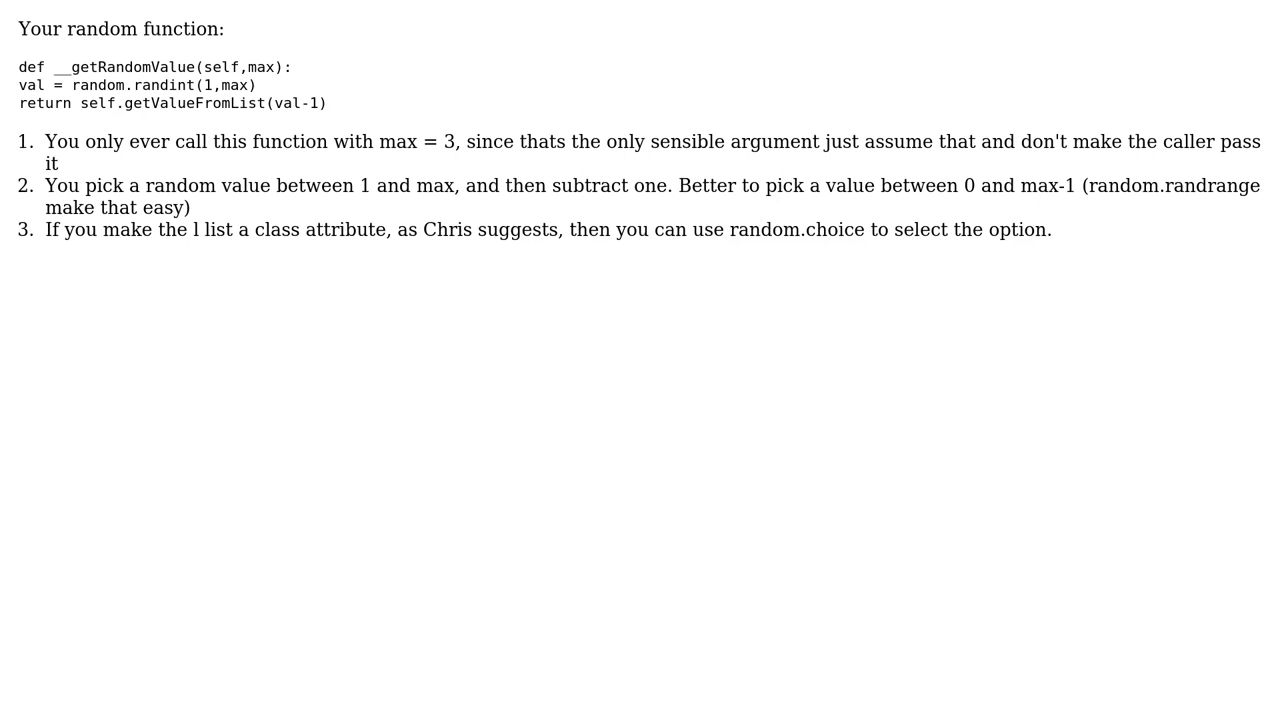 Your random function:
def __getRandomValue(self,max):
val = random.randint(1,max)
return self.getValueFromList(val-1)
1. You only ever call this function with max = 3, since thats the only sensible argument just assume that and don't make the caller pass
it
2. You pick a random value between 1 and max, and then subtract one. Better to pick a value between 0 and max-1 (random.randrange
make that easy)
3. If you make the l list a class attribute, as Chris suggests, then you can use random.choice to select the option.